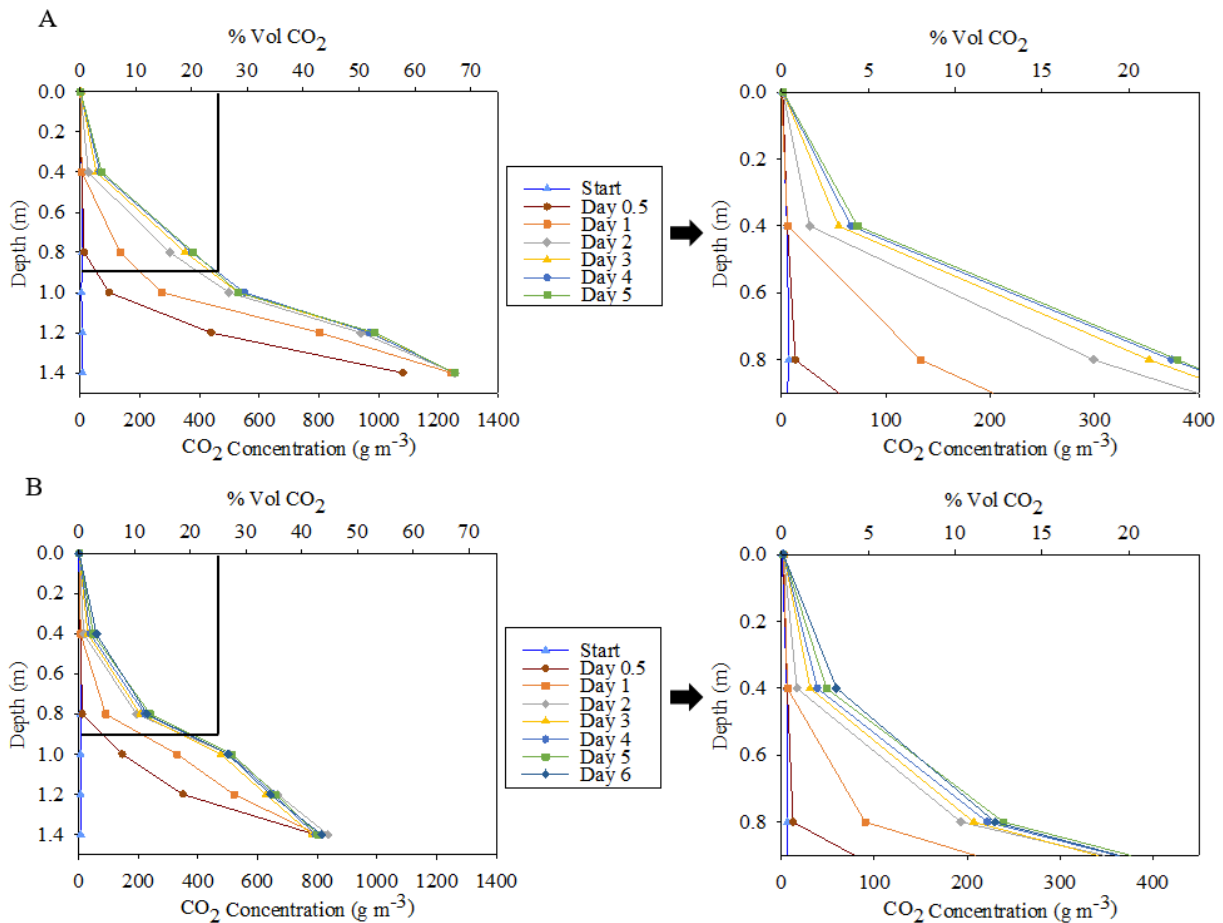 A
% Vol CO2
0 10 20 30 40 50 60 70
0.0
0.2
0.4
0.6
0.8
1.0
1.2
1.4
Depth (m)
0 200 400 600 800 1000 1200 1400
CO2 Concentration (g m-3)
Start
Day 0.5
Day 1
Day 2
Day 3
Day 4
Day 5
% Vol CO2
0 5 10 15 20
0.0
0.2
0.4
0.6
0.8
Depth (m)
0 100 200 300 400
CO2 Concentration (g m-3)
B
% Vol CO2
0 10 20 30 40 50 60 70
0.0
0.2
0.4
0.6
0.8
1.0
1.2
1.4
Depth (m)
0 200 400 600 800 1000 1200 1400
CO2 Concentration (g m-3)
Start
Day 0.5
Day 1
Day 2
Day 3
Day 4
Day 5
Day 6
% Vol CO2
0 5 10 15 20
0.0
0.2
0.4
0.6
0.8
Depth (m)
0 100 200 300 400
CO2 Concentration (g m-3)